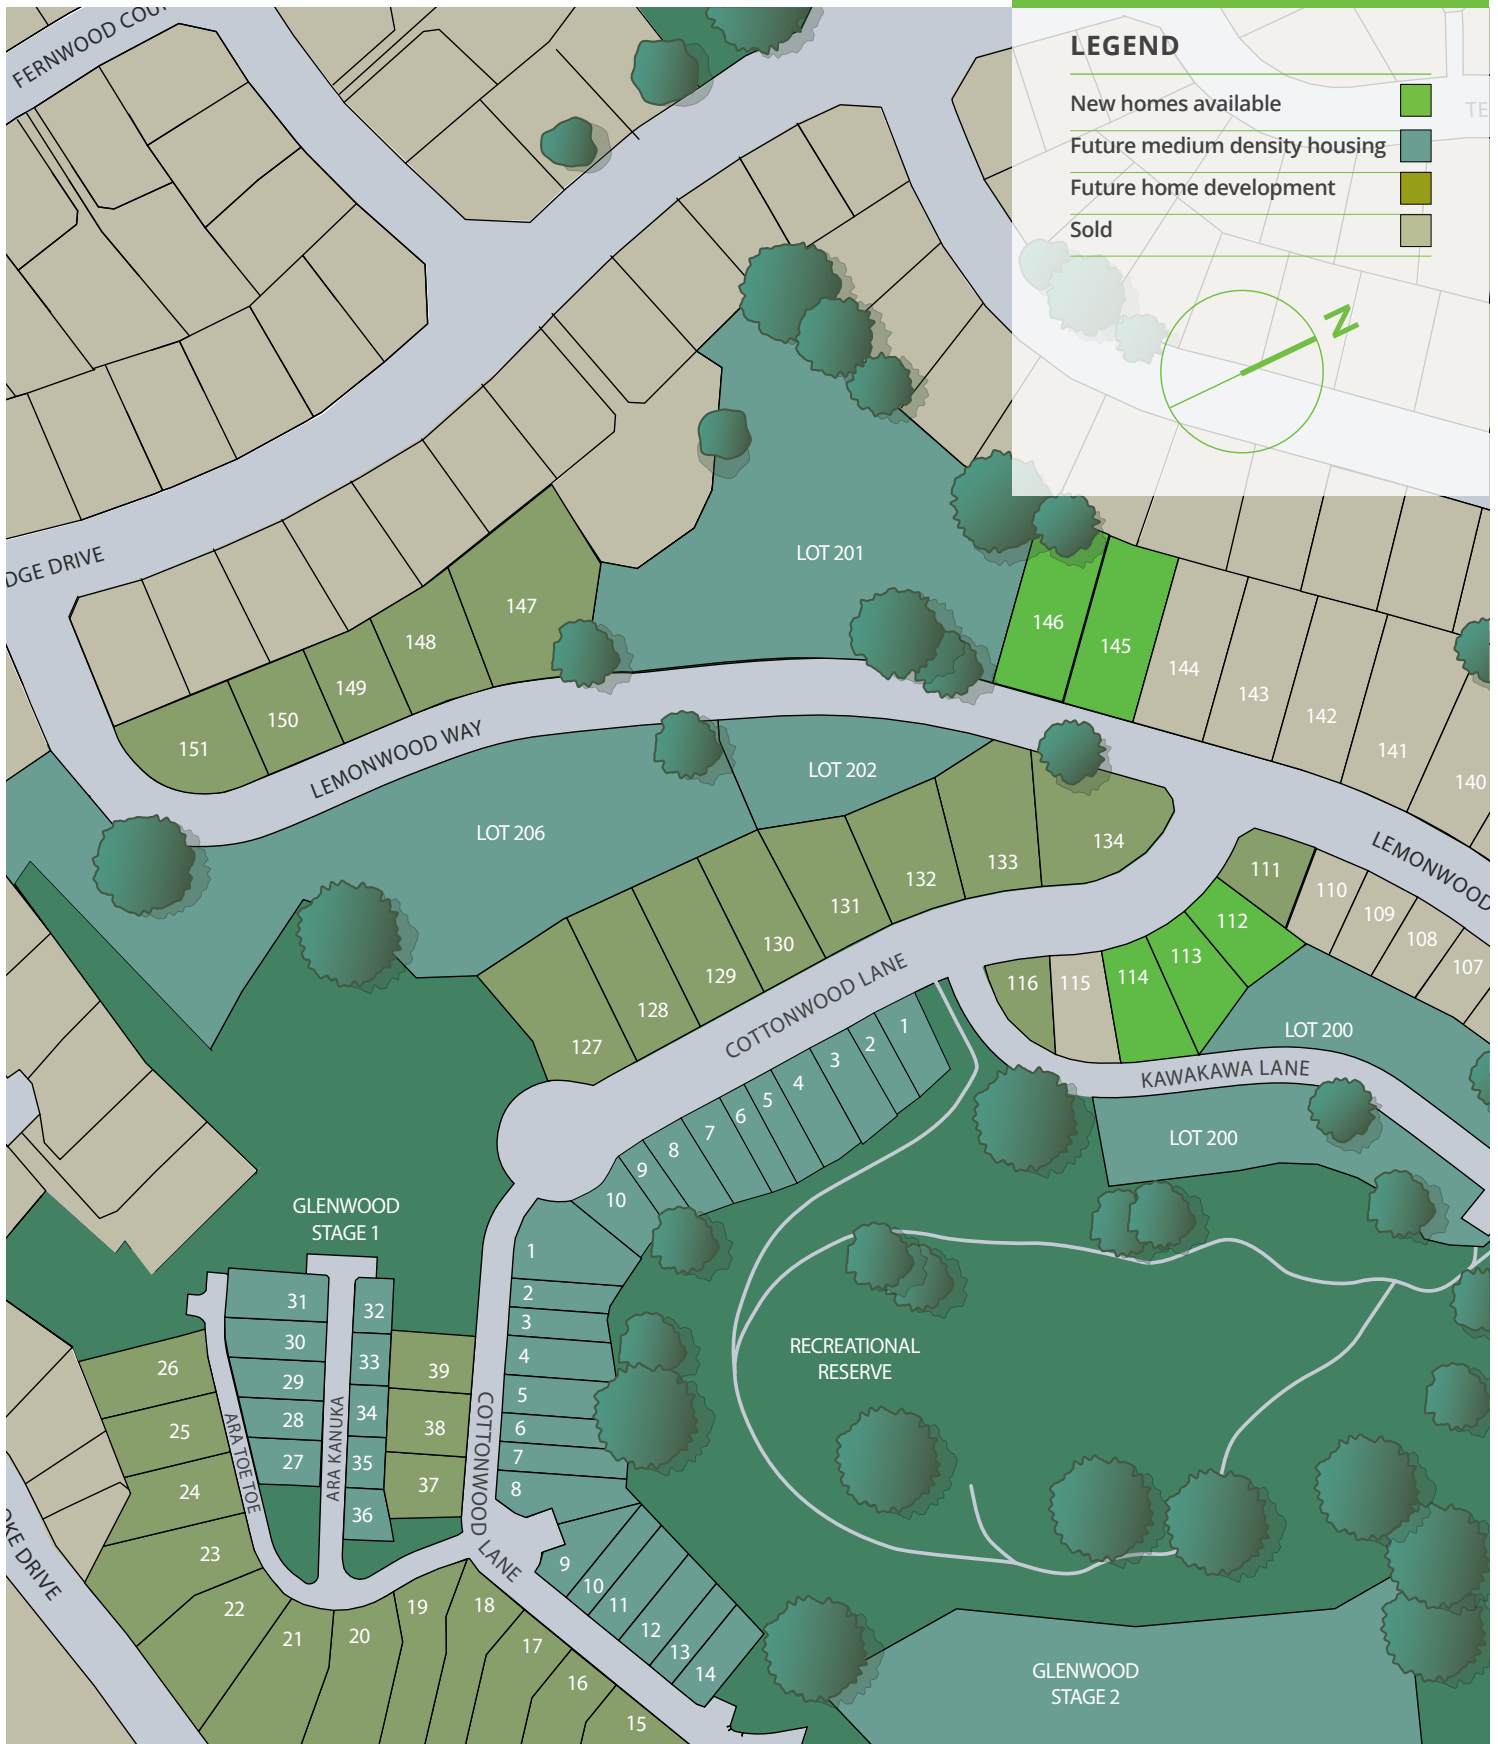 FERNWOOD COU
LEGEND
New homes available
Future medium density housing
Future home development
Sold
TE
N
DGE DRIVE
LOT 201
147
148
149
150
151
146
145
144
143
142
141
140
LEMONWOOD WAY
LOT 202
LOT 206
134
133
132
131
130
129
128
127
LEMONWOOD
111
110
109
108
107
112
113
114
115
116
LOT 200
KAWAKAWA LANE
LOT 200
COTTONWOOD LANE
1
2
3
4
5
6
7
8
9
10
GLENWOOD
STAGE 1
1
2
3
4
5
6
7
8
9
10
11
12
13
14
31
30
29
28
27
32
33
34
35
36
39
38
37
26
25
24
23
22
21
20
19
18
17
16
15
ARA TOE TOE
ARA KANUKA
COTTONWOOD LANE
OKE DRIVE
RECREATIONAL
RESERVE
GLENWOOD
STAGE 2